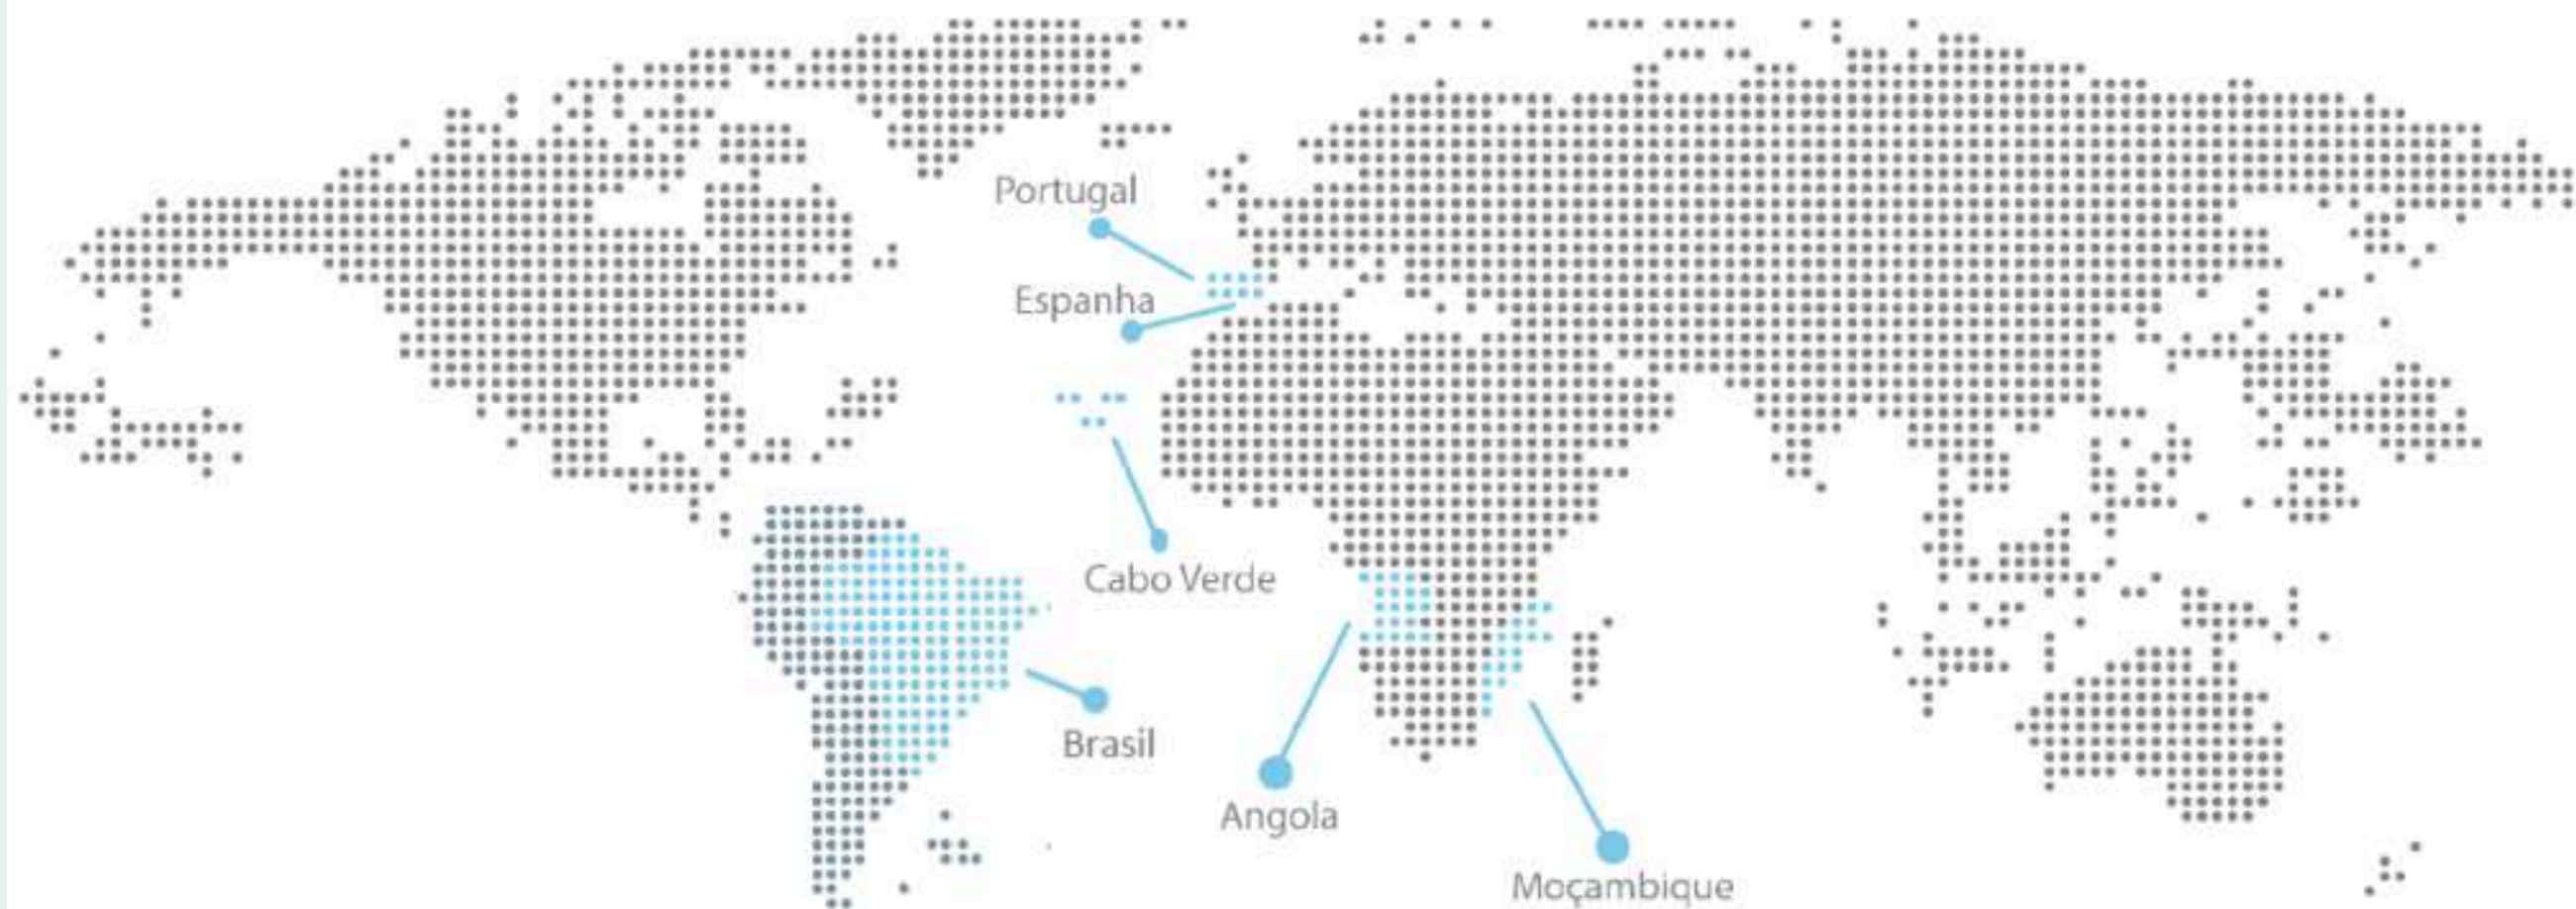 Portugal
Espanha
Cabo Verde
Brasil
Angola
Moçambique